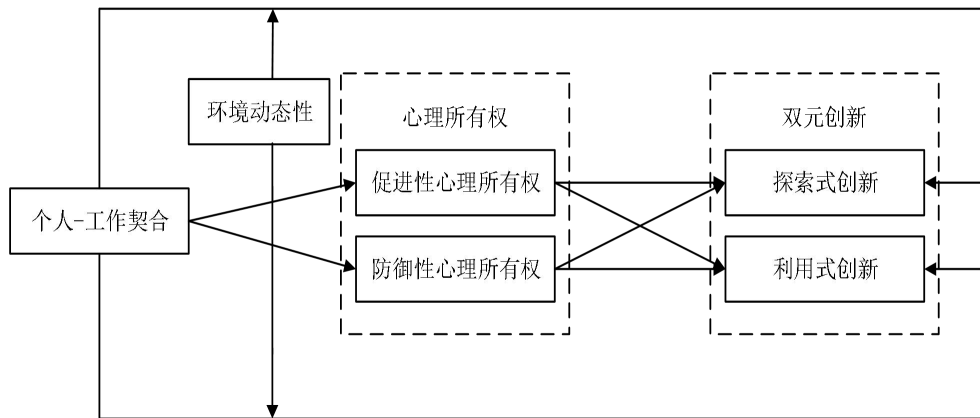 环境动态性
心理所有权
双元创新
促进性心理所有权
探索式创新
个人-工作契合
防御性心理所有权
利用式创新